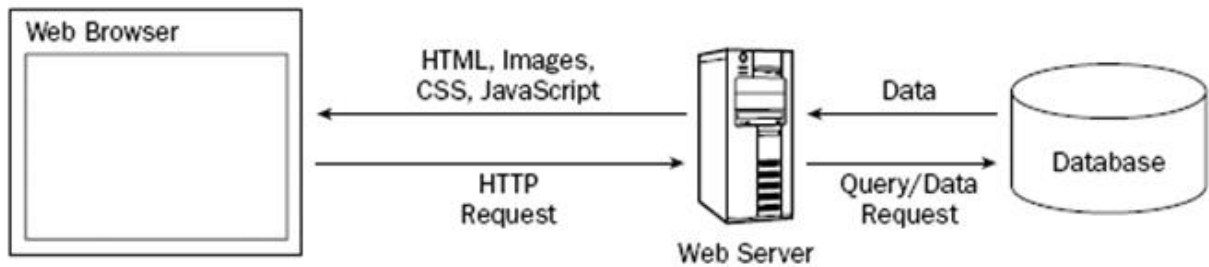 Web Browser
HTML, Images,
CSS, JavaScript
HTTP
Request
Web Server
Data
Query/Data
Request
Database